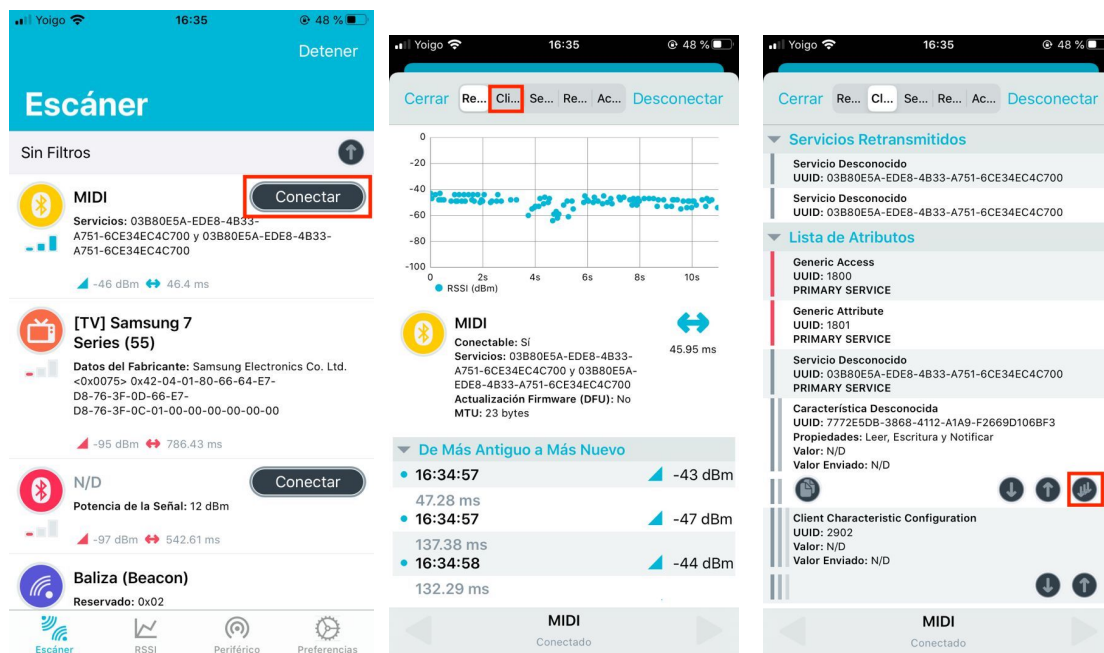 Yoigo 16:35 48 %
Detener
Escáner
Sin Filtros
MIDI
Conectar
Servicios: 03B80E5A-EDE8-4B33-
A751-6CE34EC4C700 y 03B80E5A-EDE8-4B33-
A751-6CE34EC4C700
-46 dBm 46.4 ms
[TV] Samsung 7
Series (55)
Datos del Fabricante: Samsung Electronics Co. Ltd.
<0x0075> 0x42-04-01-80-66-64-E7-
D8-76-3F-0D-66-E7-
D8-76-3F-0C-01-00-00-00-00-00-00
-95 dBm 786.43 ms
N/D
Conectar
Potencia de la Señal: 12 dBm
-97 dBm 542.61 ms
Baliza (Beacon)
Reservado: 0x02
Escáner RSSI Periférico Preferencias
Yoigo 16:35 48 %
Cerrar Re... Cli... Se... Re... Ac... Desconectar
0
-20
-40
-60
-80
-100
0 2s 4s 6s 8s 10s
RSSI (dBm)
MIDI
Conectable: Sí
Servicios: 03B80E5A-EDE8-4B33-
A751-6CE34EC4C700 y 03B80E5A-
EDE8-4B33-A751-6CE34EC4C700
Actualización Firmware (DFU): No
MTU: 23 bytes
45.95 ms
De Más Antiguo a Más Nuevo
16:34:57 -43 dBm
47.28 ms
16:34:57 -47 dBm
137.38 ms
16:34:58 -44 dBm
132.29 ms
MIDI
Conectado
Yoigo 16:35 48 %
Cerrar Re... Cl... Se... Re... Ac... Desconectar
Servicios Retransmitidos
Servicio Desconocido
UUID: 03B80E5A-EDE8-4B33-A751-6CE34EC4C700
Servicio Desconocido
UUID: 03B80E5A-EDE8-4B33-A751-6CE34EC4C700
Lista de Atributos
Generic Access
UUID: 1800
PRIMARY SERVICE
Generic Attribute
UUID: 1801
PRIMARY SERVICE
Servicio Desconocido
UUID: 03B80E5A-EDE8-4B33-A751-6CE34EC4C700
PRIMARY SERVICE
Característica Desconocida
UUID: 7772E5DB-3868-4112-A1A9-F2669D106BF3
Propiedades: Leer, Escritura y Notificar
Valor: N/D
Valor Enviado: N/D
Client Characteristic Configuration
UUID: 2902
Valor: N/D
Valor Enviado: N/D
MIDI
Conectado